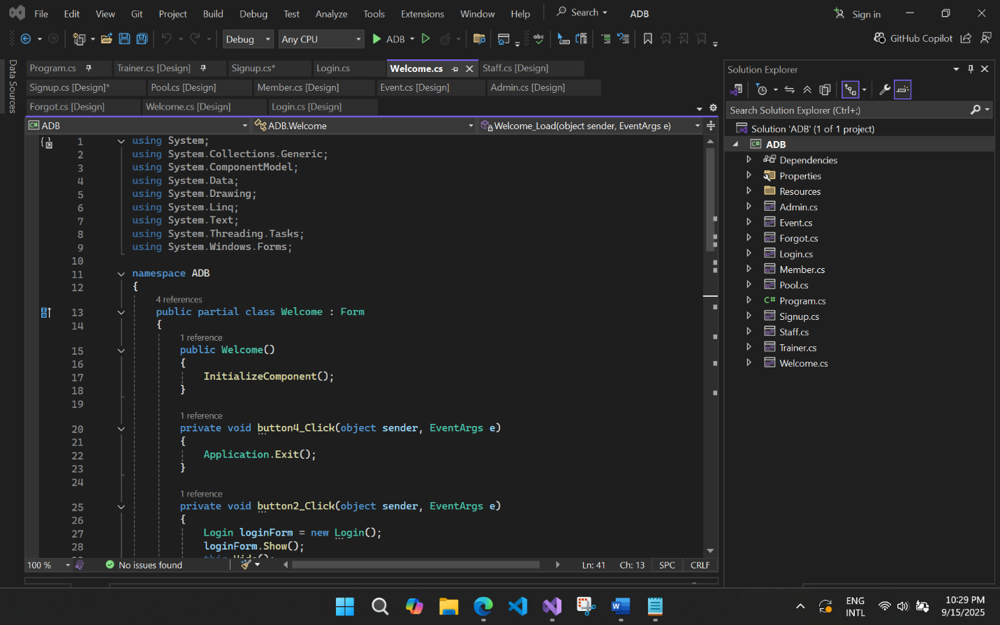 File Edit View Git Project Build Debug Test Analyze Tools Extensions Window Help Search ADB Sign in
Debug Any CPU ADB abc GitHub Copilot
Data Sources
Program.cs Trainer.cs [Design] Signup.cs* Login.cs Welcome.cs Staff.cs [Design]
Signup.cs [Design]* Pool.cs [Design] Member.cs [Design] Event.cs [Design] Admin.cs [Design]
Forgot.cs [Design] Welcome.cs [Design] Login.cs [Design]
C# ADB ADB.Welcome Welcome_Load(object sender, EventArgs e)
1 using System;
2 using System.Collections.Generic;
3 using System.ComponentModel;
4 using System.Data;
5 using System.Drawing;
6 using System.Linq;
7 using System.Text;
8 using System.Threading.Tasks;
9 using System.Windows.Forms;
10
11 namespace ADB
12 {
4 references
13 public partial class Welcome : Form
14 {
1 reference
15 public Welcome()
16 {
17 InitializeComponent();
18 }
19
1 reference
20 private void button4_Click(object sender, EventArgs e)
21 {
22 Application.Exit();
23 }
24
1 reference
25 private void button2_Click(object sender, EventArgs e)
26 {
27 Login loginForm = new Login();
28 loginForm.Show();
100 % No issues found Ln: 41 Ch: 13 SPC CRLF
Solution Explorer
Search Solution Explorer (Ctrl+;)
Solution 'ADB' (1 of 1 project)
C# ADB
Dependencies
Properties
Resources
Admin.cs
Event.cs
Forgot.cs
Login.cs
Member.cs
Pool.cs
C# Program.cs
Signup.cs
Staff.cs
Trainer.cs
Welcome.cs
ENG
INTL
10:29 PM
9/15/2025